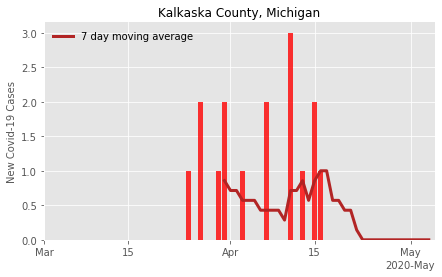 Kalkaska County, Michigan
7 day moving average
New Covid-19 Cases
3.0
2.5
2.0
1.5
1.0
0.5
0.0
Mar
15
Apr
15
May
2020-May